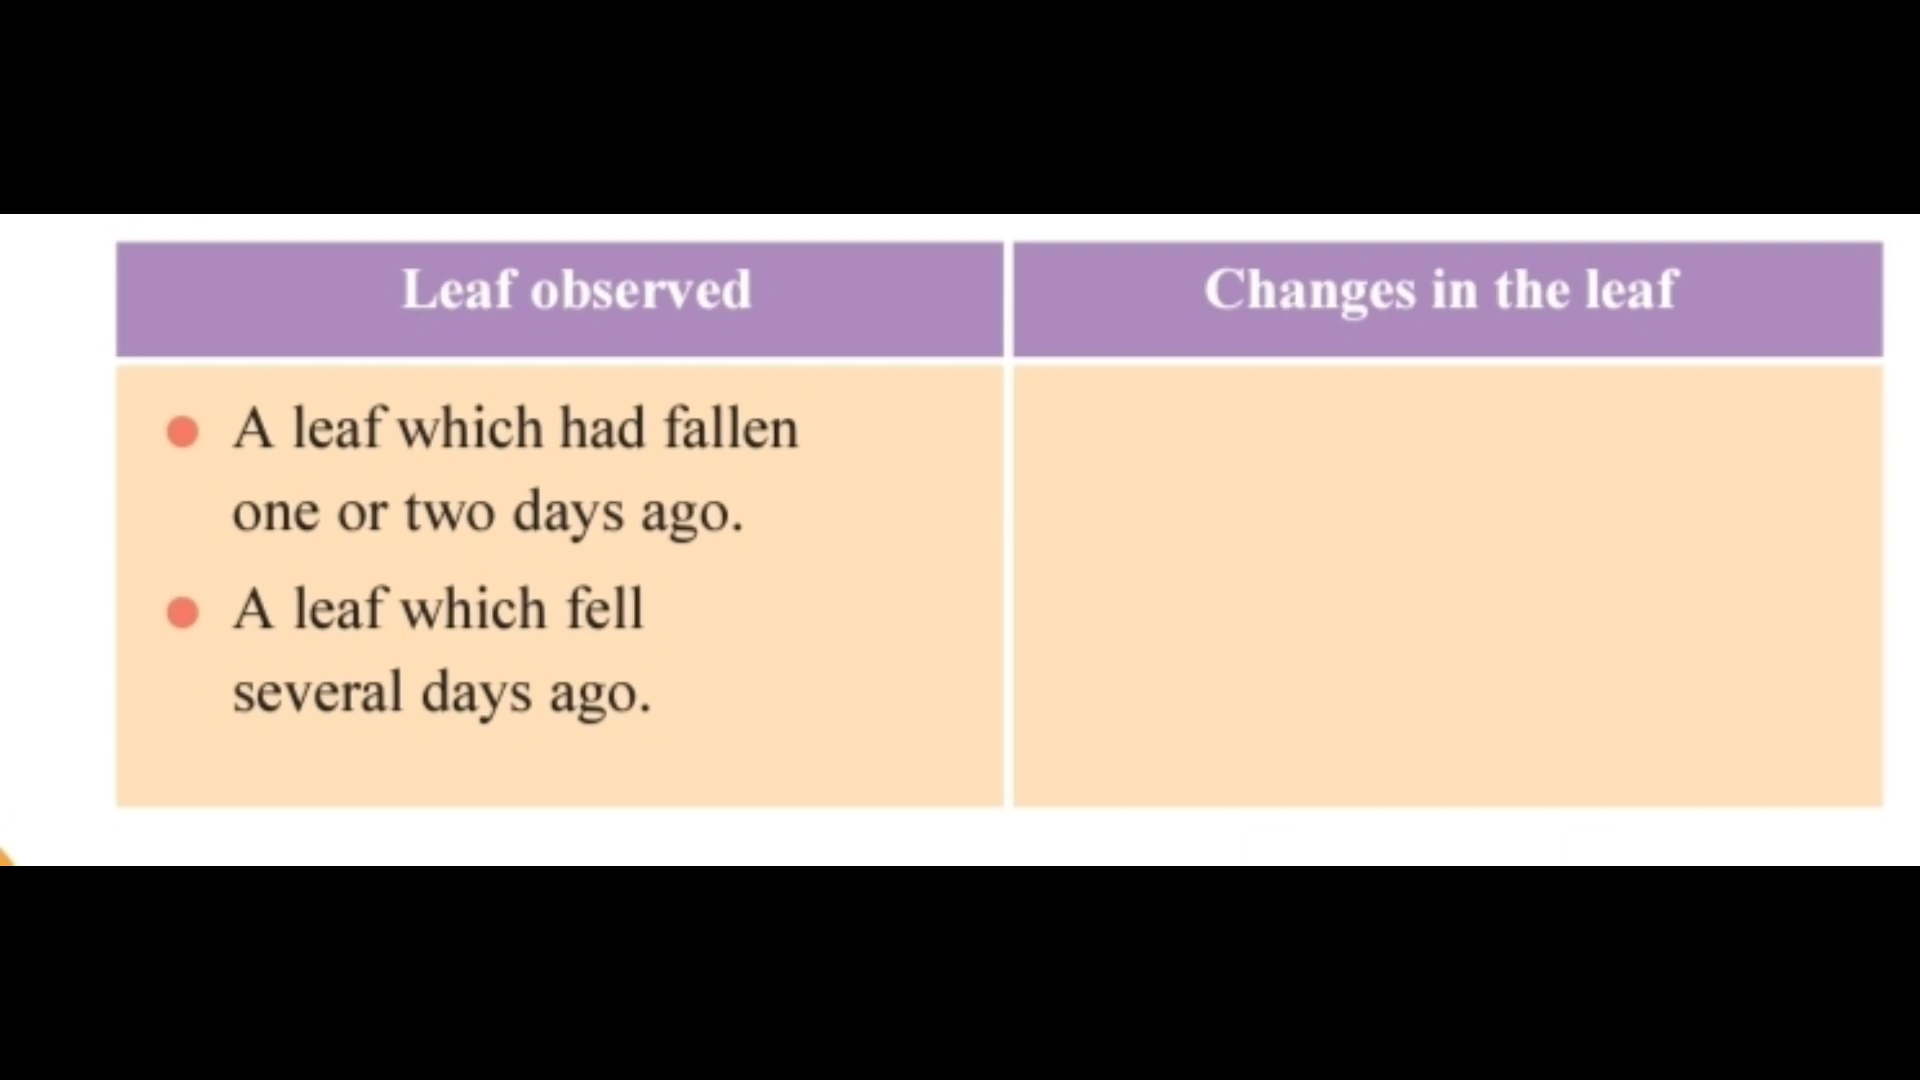 Leaf observed
Changes in the leaf
A leaf which had fallen
one or two days ago.
A leaf which fell
several days ago.